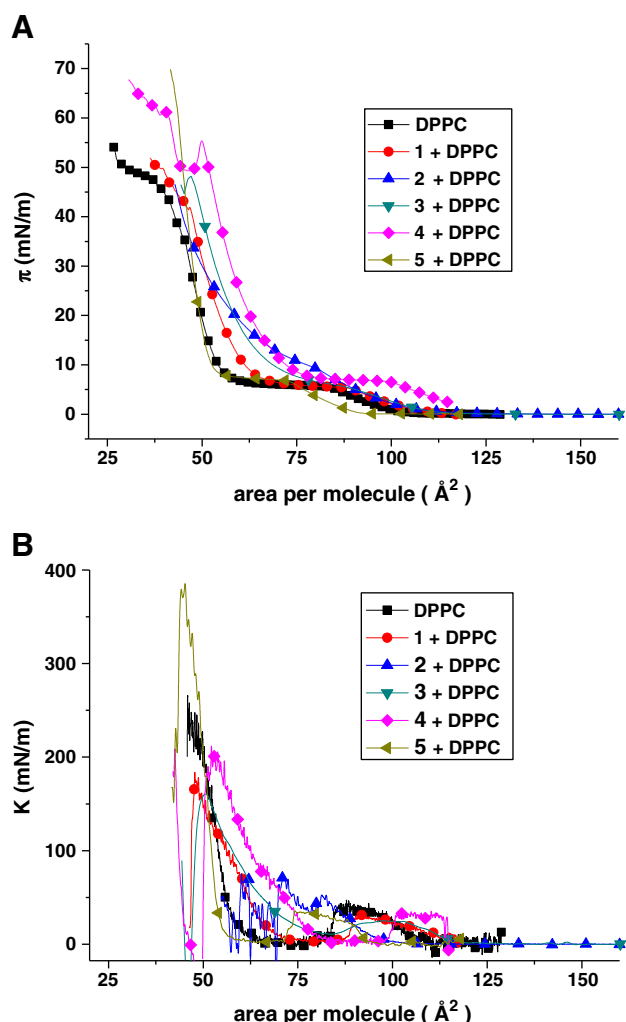 A
π (mN/m)
70
60
50
40
30
20
10
0
DPPC
1 + DPPC
2 + DPPC
3 + DPPC
4 + DPPC
5 + DPPC
25 50 75 100 125 150
area per molecule ( Å²)
B
K (mN/m)
400
300
200
100
0
DPPC
1 + DPPC
2 + DPPC
3 + DPPC
4 + DPPC
5 + DPPC
25 50 75 100 125 150
area per molecule ( Å²)